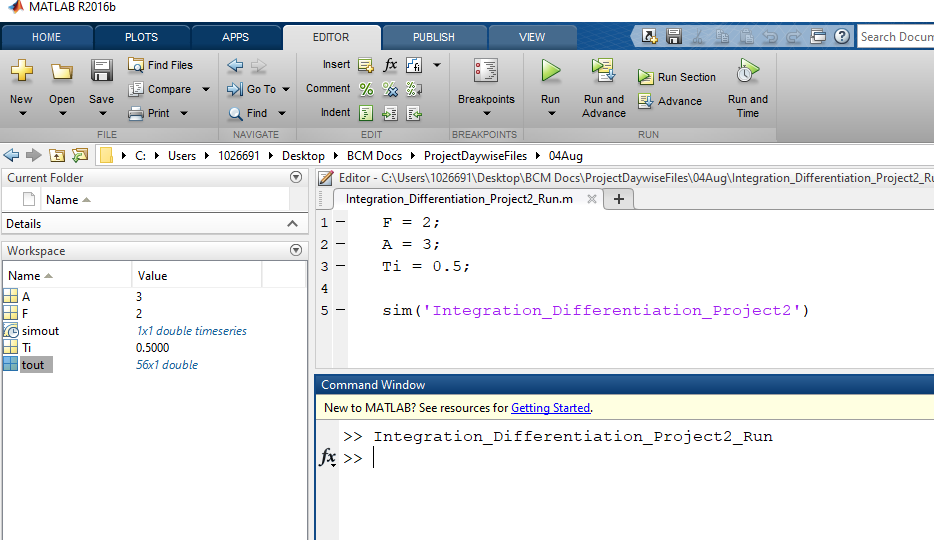 MATLAB R2016b
HOME PLOTS APPS EDITOR PUBLISH VIEW
Search Docum
New
Open
Save
Find Files
Compare
Print
FILE
Go To
Find
NAVIGATE
Insert fx
Comment
Indent
EDIT
Breakpoints
BREAKPOINTS
Run
Run and
Advance
Run Section
Advance
Run and
Time
RUN
C: Users 1026691 Desktop BCM Docs ProjectDaywiseFiles 04Aug
Current Folder
Name
Details
Workspace
Name Value
A 3
F 2
simout 1x1 double timeseries
Ti 0.5000
tout 56x1 double
Editor - C:\Users\1026691\Desktop\BCM Docs\ProjectDaywiseFiles\04Aug\Integration_Differentiation_Project2_Ru
Integration_Differentiation_Project2_Run.m
1 – F = 2;
2 – A = 3;
3 – Ti = 0.5;
4
5 – sim('Integration_Differentiation_Project2')
Command Window
New to MATLAB? See resources for Getting Started.
>> Integration_Differentiation_Project2_Run
fx >>